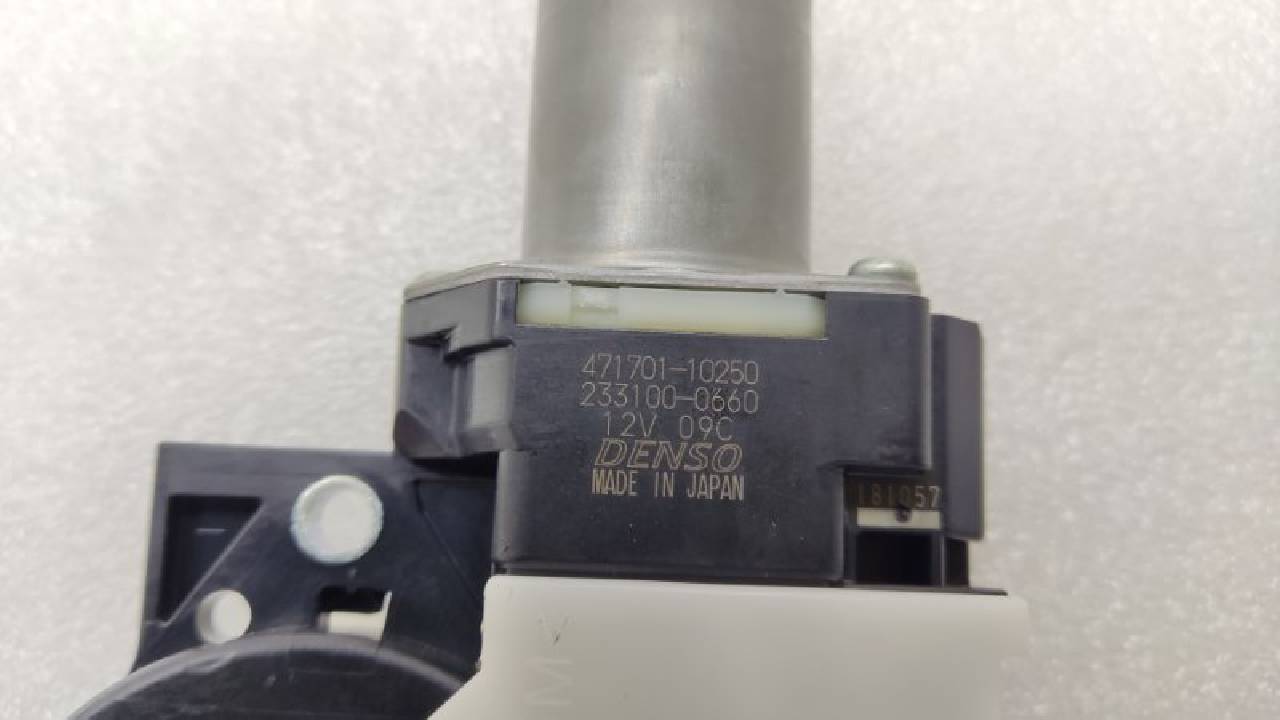 471701-10250
233100-0660
12V 09C
DENSO
MADE IN JAPAN
181057
M